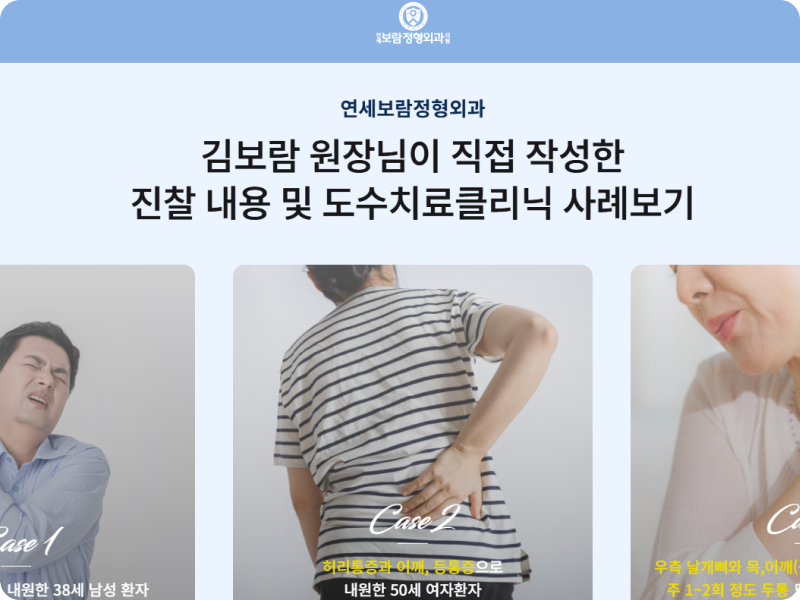 보람정형외과
연세보람정형외과
김보람 원장님이 직접 작성한
진찰 내용 및 도수치료클리닉 사례보기
Case 1
내원한 38세 남성 환자
Case 2
허리통증과 어깨, 등통증으로
내원한 50세 여자환자
우측 날개뼈와 목,어깨(
주 1~2회 정도 두통